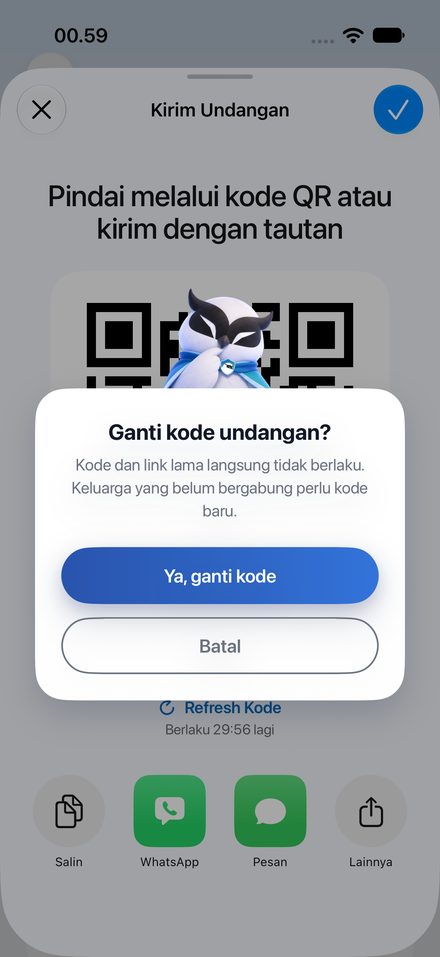 00.59
Kirim Undangan
Pindai melalui kode QR atau
kirim dengan tautan
Ganti kode undangan?
Kode dan link lama langsung tidak berlaku.
Keluarga yang belum bergabung perlu kode
baru.
Ya, ganti kode
Batal
Refresh Kode
Berlaku 29:56 lagi
Salin
WhatsApp
Pesan
Lainnya